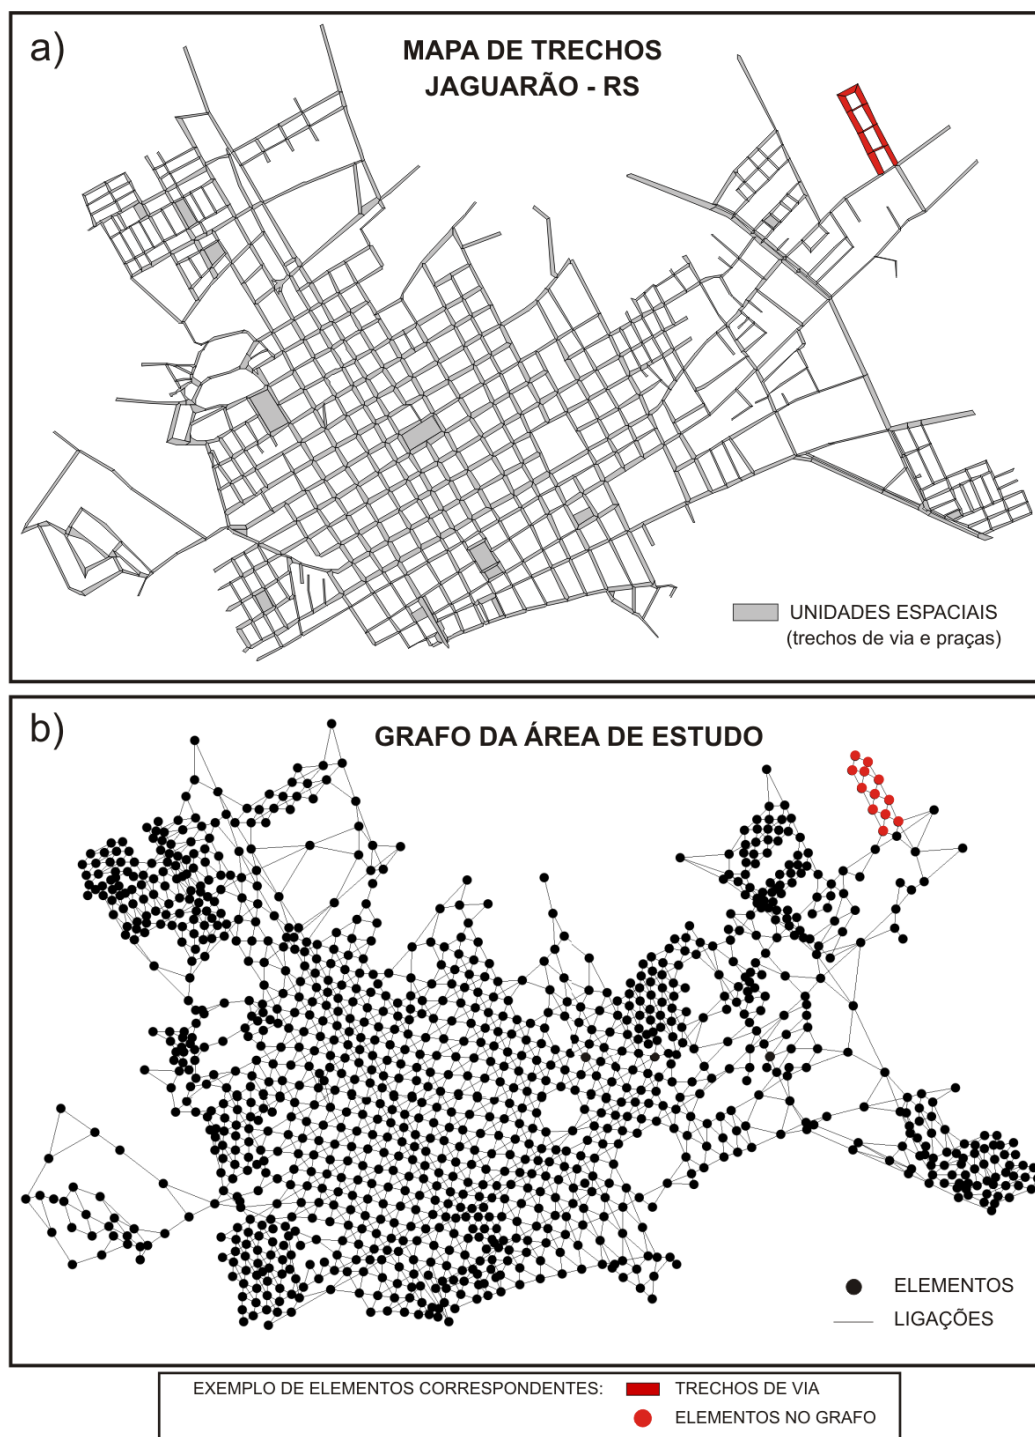 a)
MAPA DE TRECHOS
JAGUARÃO - RS
UNIDADES ESPACIAIS
(trechos de via e praças)
b)
GRAFO DA ÁREA DE ESTUDO
ELEMENTOS
LIGAÇÕES
EXEMPLO DE ELEMENTOS CORRESPONDENTES:
TRECHOS DE VIA
ELEMENTOS NO GRAFO